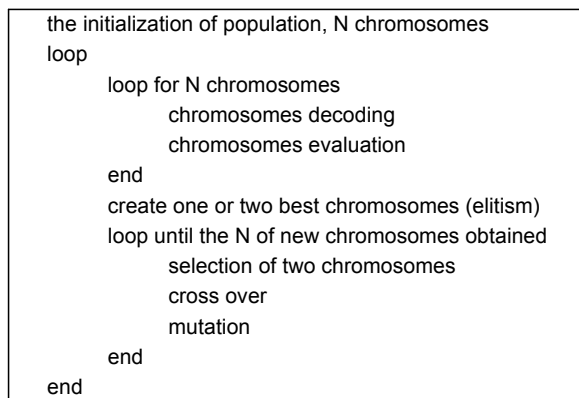 the initialization of population, N chromosomes
loop
loop for N chromosomes
chromosomes decoding
chromosomes evaluation
end
create one or two best chromosomes (elitism)
loop until the N of new chromosomes obtained
selection of two chromosomes
cross over
mutation
end
end